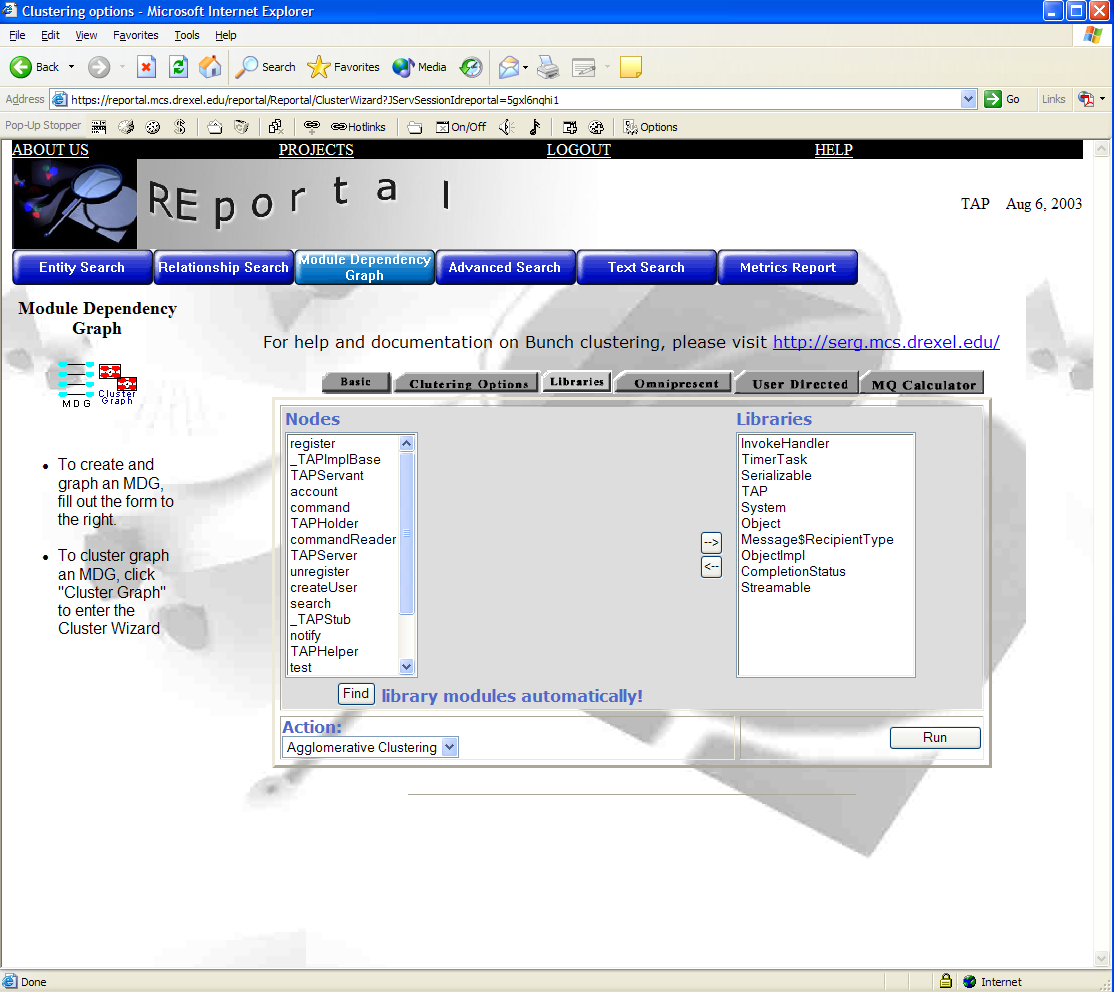 Clustering options - Microsoft Internet Explorer
File Edit View Favorites Tools Help
Back Search Favorites Media
Address https://reportal.mcs.drexel.edu/reportal/Reportal/ClusterWizard?JServSessionIdreportal=5gxl6nqhi1 Go Links
Pop-Up Stopper Hotlinks On/Off Options
ABOUT US PROJECTS LOGOUT HELP
REportal
TAP Aug 6, 2003
Entity Search Relationship Search Module Dependency Graph Advanced Search Text Search Metrics Report
Module Dependency
Graph
For help and documentation on Bunch clustering, please visit http://serg.mcs.drexel.edu/
MDG Cluster Graph
Basic Clutering Options Libraries Omnipresent User Directed MQ Calculator
To create and
graph an MDG,
fill out the form to
the right.
To cluster graph
an MDG, click
"Cluster Graph"
to enter the
Cluster Wizard
Nodes
register
_TAPImplBase
TAPServant
account
command
TAPHolder
commandReader
TAPServer
unregister
createUser
search
_TAPStub
notify
TAPHelper
test
-->
<--
Libraries
InvokeHandler
TimerTask
Serializable
TAP
System
Object
Message$RecipientType
ObjectImpl
CompletionStatus
Streamable
Find library modules automatically!
Action:
Agglomerative Clustering
Run
Done Internet